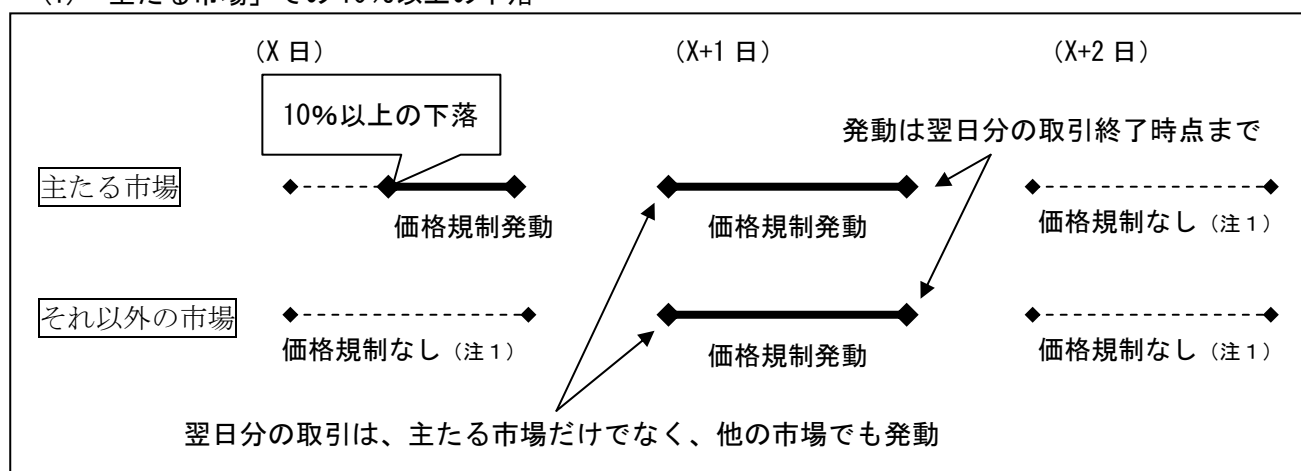 (X 日)
(X+1 日)
(X+2 日)
10%以上の下落
発動は翌日分の取引終了時点まで
主たる市場
価格規制発動
価格規制発動
価格規制なし（注１）
それ以外の市場
価格規制なし（注１）
価格規制発動
価格規制なし（注１）
翌日分の取引は、主たる市場だけでなく、他の市場でも発動